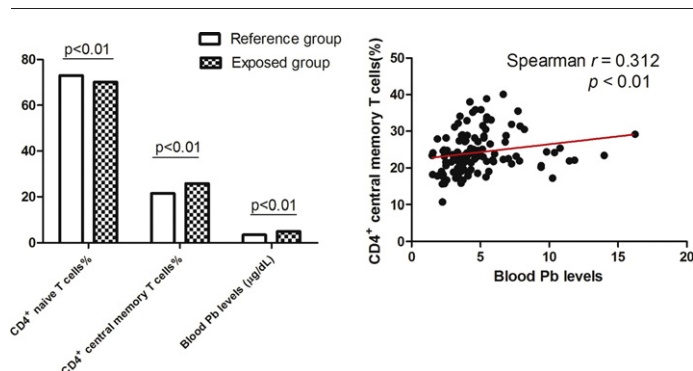 Reference group
Exposed group
p<0.01
p<0.01
p<0.01
80
60
40
20
0
CD4+ naive T cells%
CD4+ central memory T cells%
Blood Pb levels (µg/dL)
Spearman r = 0.312
p < 0.01
CD4+ central memory T cells(%)
50
40
30
20
10
0
0
5
10
15
20
Blood Pb levels